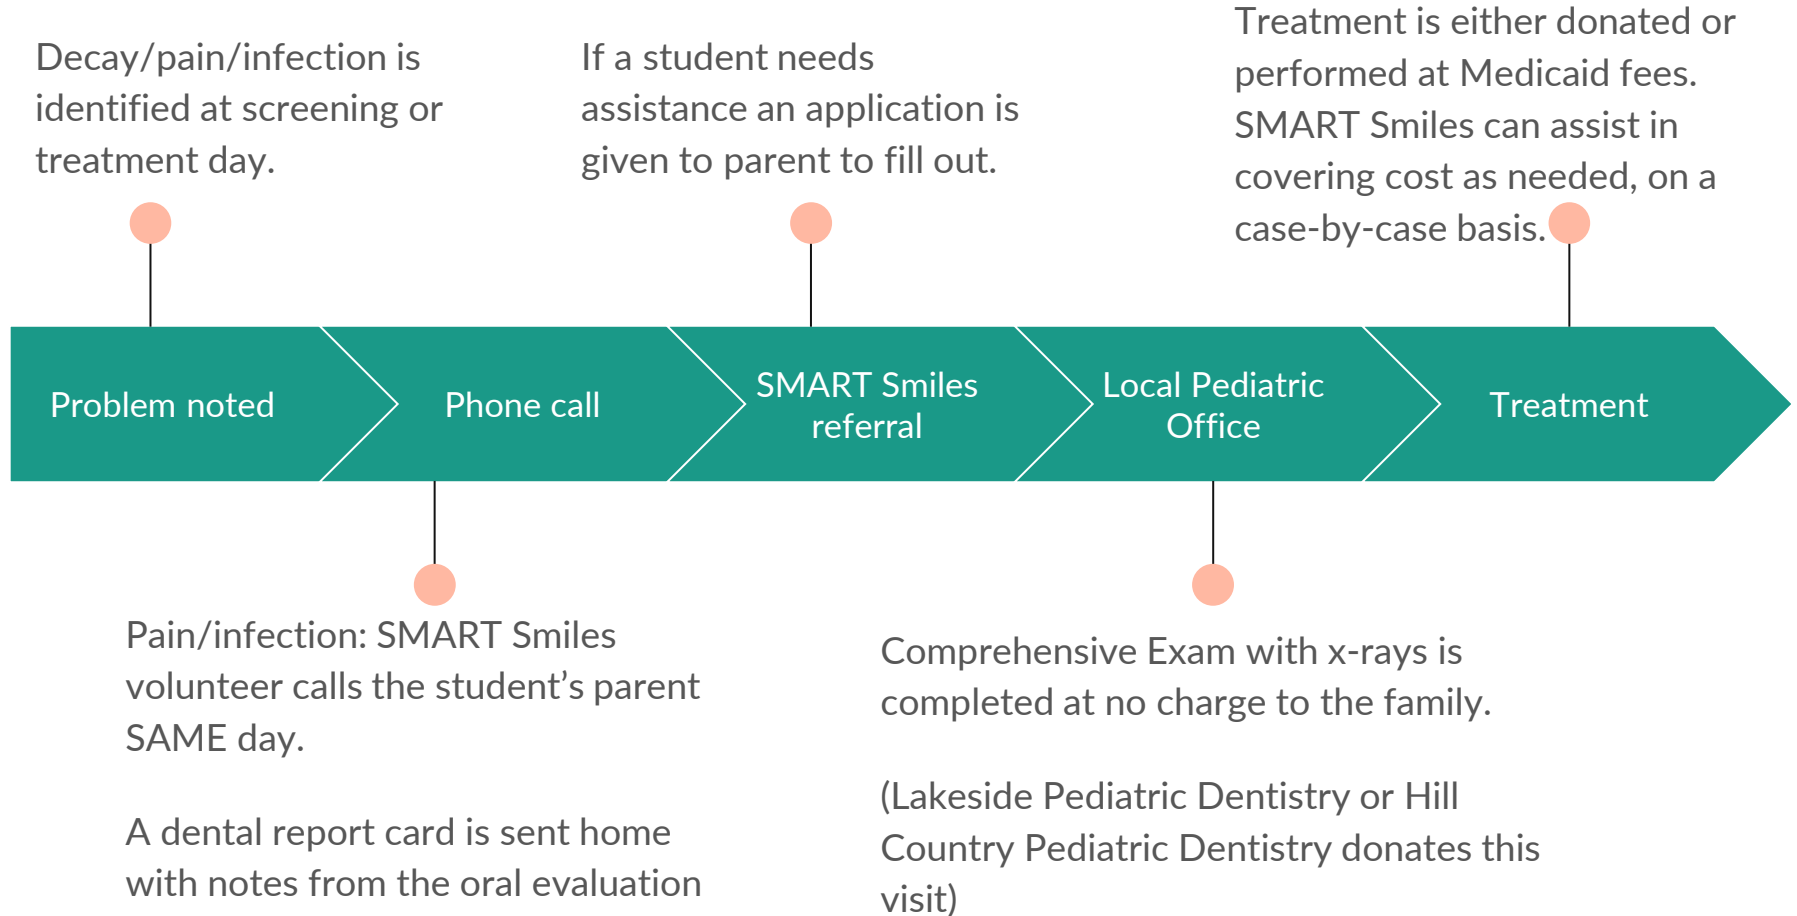 Decay/pain/infection is
identified at screening or
treatment day.
If a student needs
assistance an application is
given to parent to fill out.
Treatment is either donated or
performed at Medicaid fees.
SMART Smiles can assist in
covering cost as needed, on a
case-by-case basis.
Problem noted
Phone call
SMART Smiles
referral
Local Pediatric
Office
Treatment
Pain/infection: SMART Smiles
volunteer calls the student’s parent
SAME day.
A dental report card is sent home
with notes from the oral evaluation
Comprehensive Exam with x-rays is
completed at no charge to the family.
(Lakeside Pediatric Dentistry or Hill
Country Pediatric Dentistry donates this
visit)